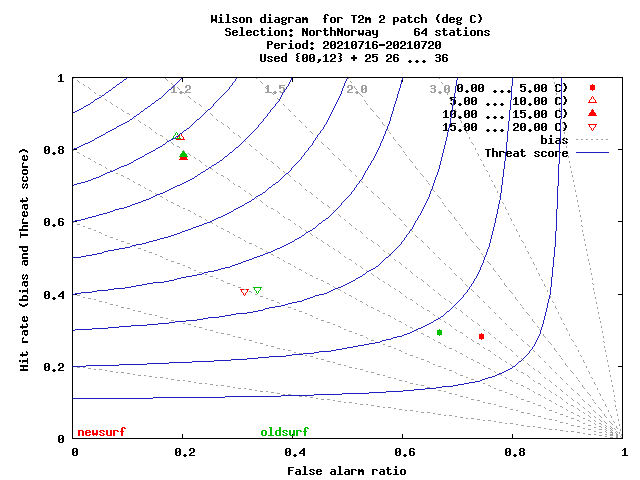 Wilson diagram  for T2m 2 patch (deg C)
Selection: NorthNorway     64 stations
Period: 20210716-20210720
Used {00,12} + 25 26 ... 36
1
0.8
0.6
0.4
0.2
0
Hit rate (bias and Threat score)
1.2
1.5
2.0
3.0
0.00 ... 5.00 C)
5.00 ... 10.00 C)
10.00 ... 15.00 C)
15.00 ... 20.00 C)
bias
Threat score
newsurf
oldsurf
0
0.2
0.4
0.6
0.8
1
False alarm ratio